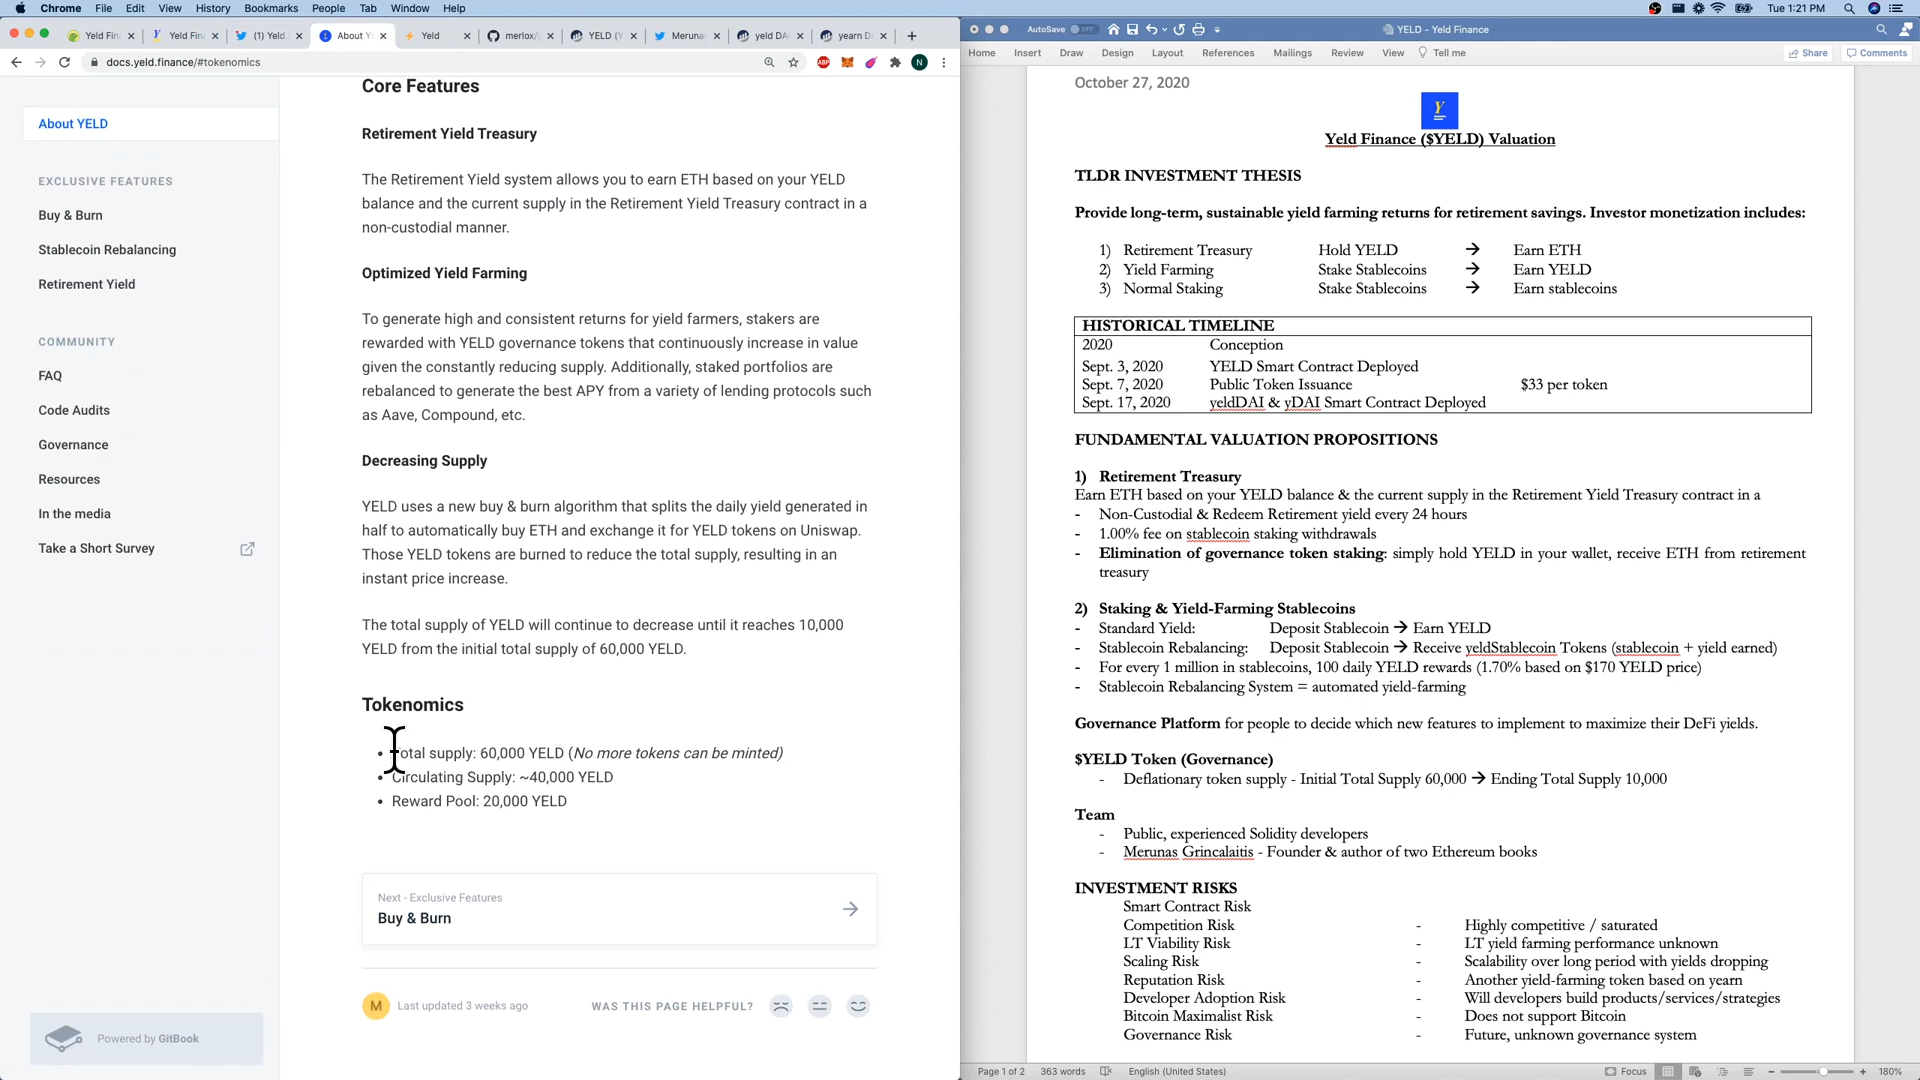 Chrome File Edit View History Bookmarks People Tab Window Help Tue 1:21 PM
Yeld Fin Yeld Fin (1) Yeld. About Y Yeld merlox/ YELD (Y Merunas yeld DA yearn D
docs.yeld.finance/#tokenomics
ABP N
About YELD
EXCLUSIVE FEATURES
Buy & Burn
Stablecoin Rebalancing
Retirement Yield
COMMUNITY
FAQ
Code Audits
Governance
Resources
In the media
Take a Short Survey
Powered by GitBook
Core Features
Retirement Yield Treasury
The Retirement Yield system allows you to earn ETH based on your YELD
balance and the current supply in the Retirement Yield Treasury contract in a
non-custodial manner.
Optimized Yield Farming
To generate high and consistent returns for yield farmers, stakers are
rewarded with YELD governance tokens that continuously increase in value
given the constantly reducing supply. Additionally, staked portfolios are
rebalanced to generate the best APY from a variety of lending protocols such
as Aave, Compound, etc.
Decreasing Supply
YELD uses a new buy & burn algorithm that splits the daily yield generated in
half to automatically buy ETH and exchange it for YELD tokens on Uniswap.
Those YELD tokens are burned to reduce the total supply, resulting in an
instant price increase.
The total supply of YELD will continue to decrease until it reaches 10,000
YELD from the initial total supply of 60,000 YELD.
Tokenomics
• Total supply: 60,000 YELD (No more tokens can be minted)
• Circulating Supply: ~40,000 YELD
• Reward Pool: 20,000 YELD
Next - Exclusive Features
Buy & Burn
M Last updated 3 weeks ago WAS THIS PAGE HELPFUL?
AutoSave OFF YELD - Yeld Finance
Home Insert Draw Design Layout References Mailings Review View Tell me Share Comments
October 27, 2020
Y
Yeld Finance ($YELD) Valuation
TLDR INVESTMENT THESIS
Provide long-term, sustainable yield farming returns for retirement savings. Investor monetization includes:
1) Retirement Treasury Hold YELD → Earn ETH
2) Yield Farming Stake Stablecoins → Earn YELD
3) Normal Staking Stake Stablecoins → Earn stablecoins
HISTORICAL TIMELINE
2020 Conception
Sept. 3, 2020 YELD Smart Contract Deployed
Sept. 7, 2020 Public Token Issuance $33 per token
Sept. 17, 2020 yeldDAI & yDAI Smart Contract Deployed
FUNDAMENTAL VALUATION PROPOSITIONS
1) Retirement Treasury
Earn ETH based on your YELD balance & the current supply in the Retirement Yield Treasury contract in a
- Non-Custodial & Redeem Retirement yield every 24 hours
- 1.00% fee on stablecoin staking withdrawals
- Elimination of governance token staking: simply hold YELD in your wallet, receive ETH from retirement
treasury
2) Staking & Yield-Farming Stablecoins
- Standard Yield: Deposit Stablecoin → Earn YELD
- Stablecoin Rebalancing: Deposit Stablecoin → Receive yeldStablecoin Tokens (stablecoin + yield earned)
- For every 1 million in stablecoins, 100 daily YELD rewards (1.70% based on $170 YELD price)
- Stablecoin Rebalancing System = automated yield-farming
Governance Platform for people to decide which new features to implement to maximize their DeFi yields.
$YELD Token (Governance)
- Deflationary token supply - Initial Total Supply 60,000 → Ending Total Supply 10,000
Team
- Public, experienced Solidity developers
- Merunas Grincalaitis - Founder & author of two Ethereum books
INVESTMENT RISKS
Smart Contract Risk
Competition Risk - Highly competitive / saturated
LT Viability Risk - LT yield farming performance unknown
Scaling Risk - Scalability over long period with yields dropping
Reputation Risk - Another yield-farming token based on yearn
Developer Adoption Risk - Will developers build products/services/strategies
Bitcoin Maximalist Risk - Does not support Bitcoin
Governance Risk - Future, unknown governance system
Page 1 of 2 363 words English (United States) Focus 180%